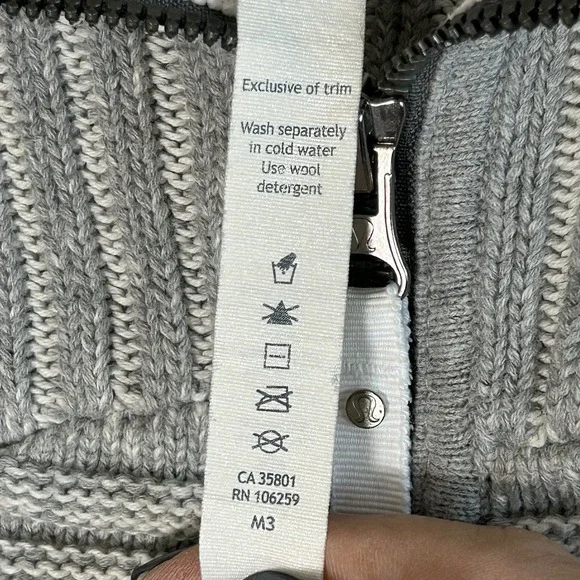 Exclusive of trim
Wash separately
in cold water
Use wool
detergent
CA 35801
RN 106259
M3